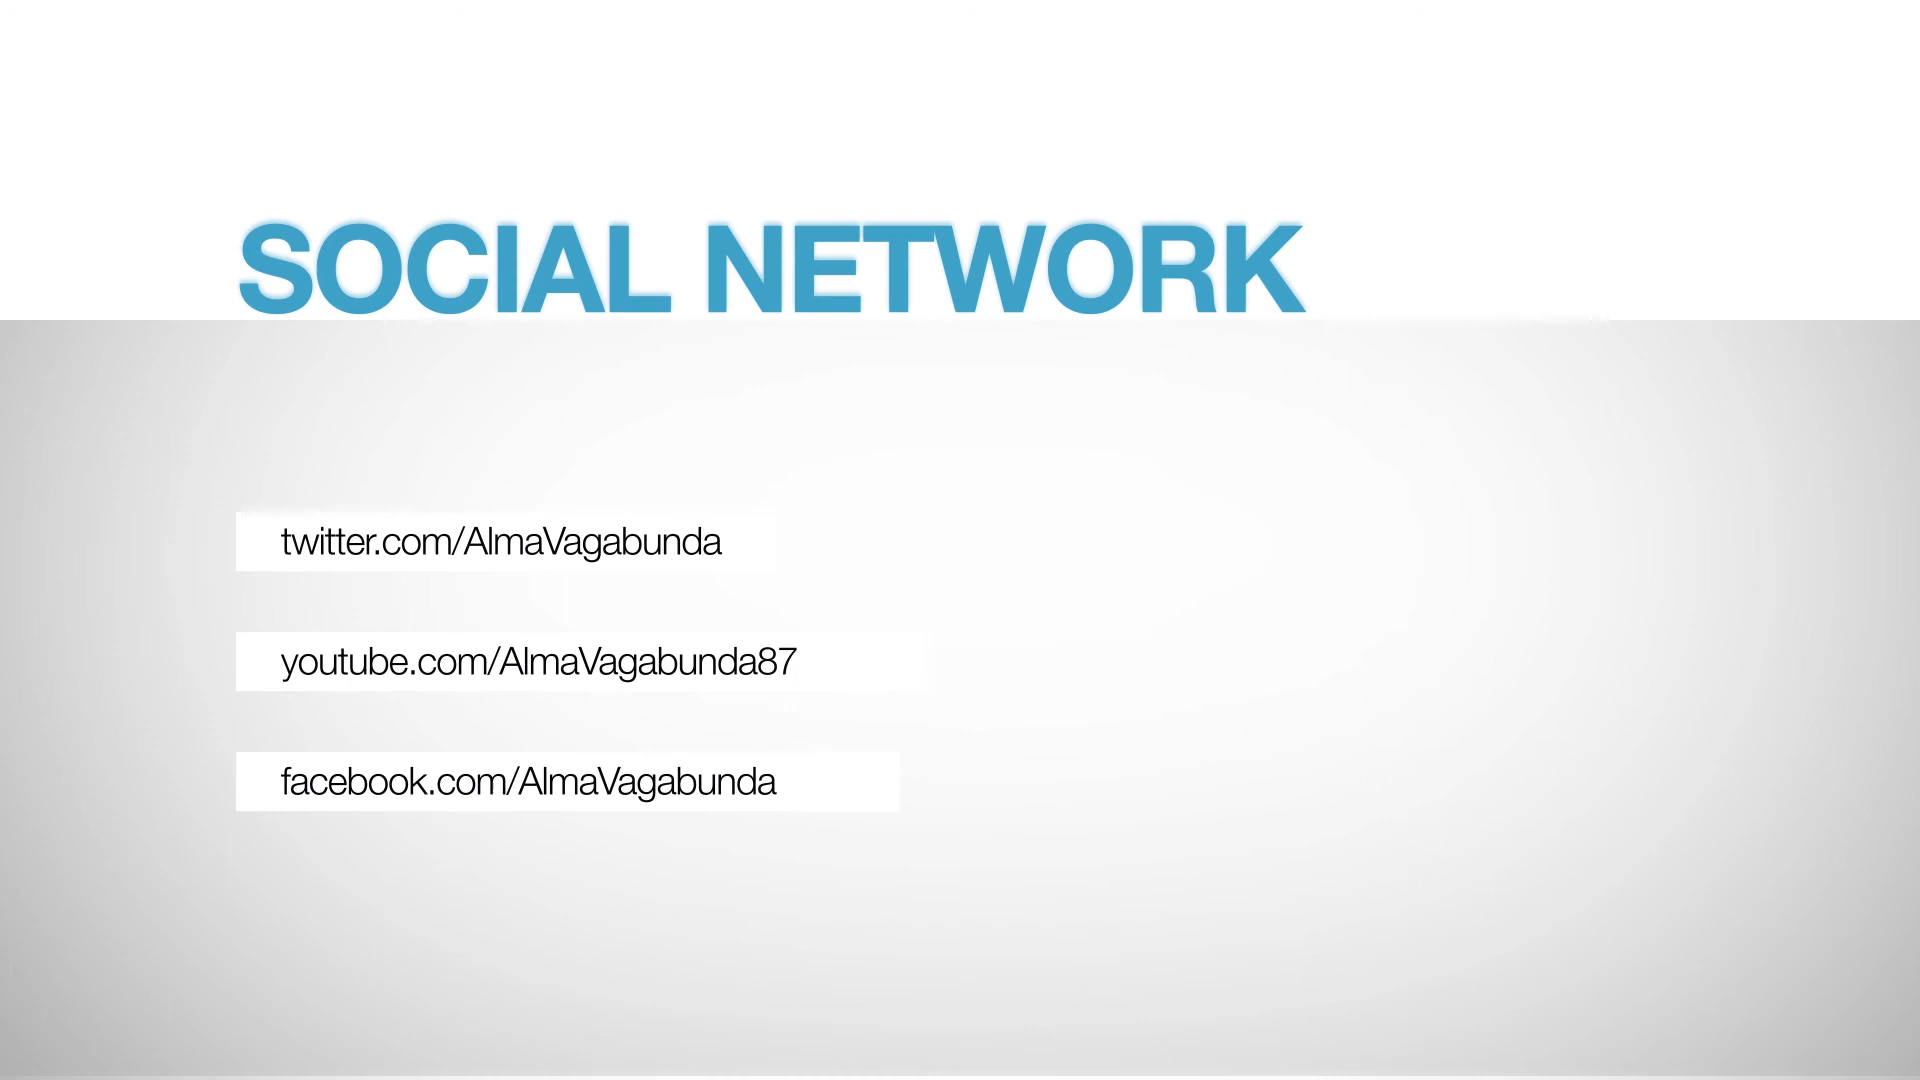 SOCIAL NETWORK
twitter.com/AlmaVagabunda
youtube.com/AlmaVagabunda87
facebook.com/AlmaVagabunda